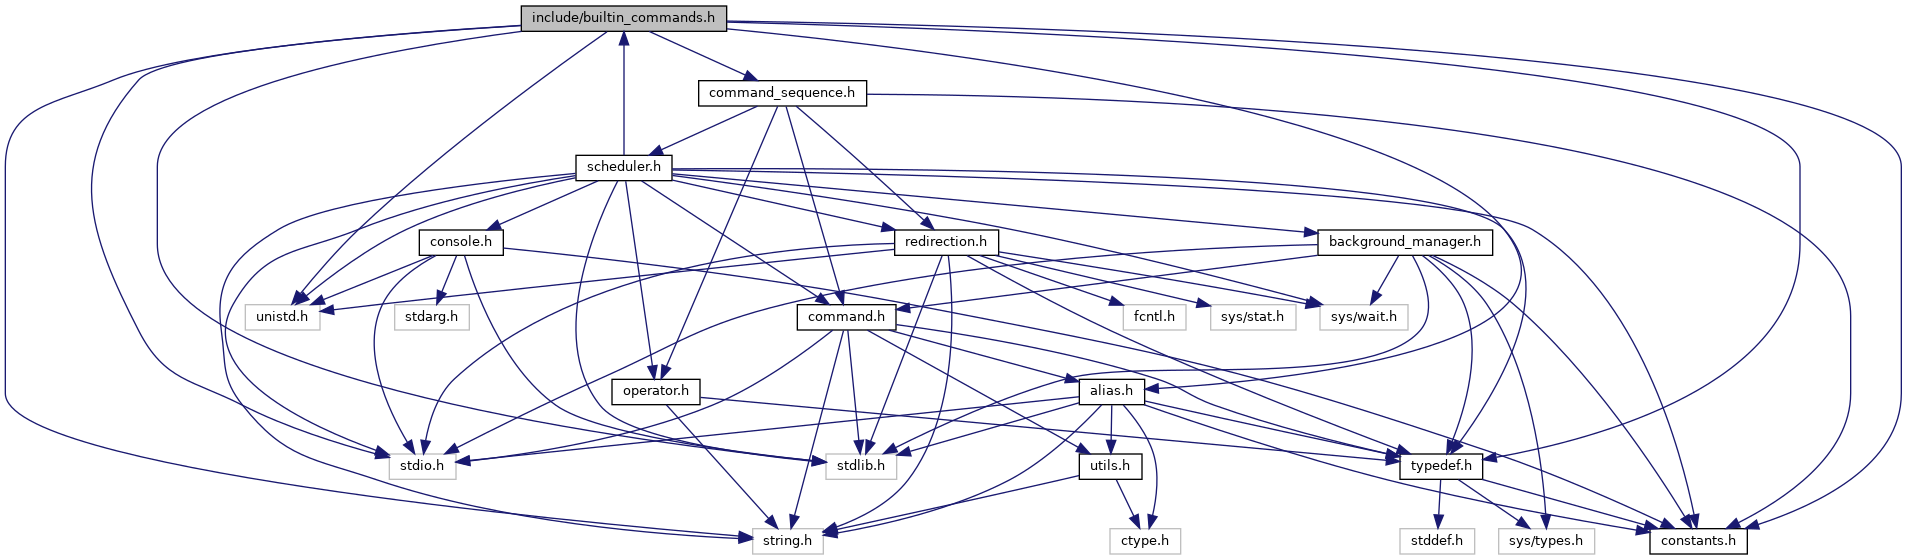 include/builtin_commands.h
command_sequence.h
scheduler.h
console.h
redirection.h
background_manager.h
unistd.h
stdarg.h
command.h
fcntl.h
sys/stat.h
sys/wait.h
operator.h
alias.h
stdio.h
stdlib.h
utils.h
typedef.h
string.h
ctype.h
stddef.h
sys/types.h
constants.h